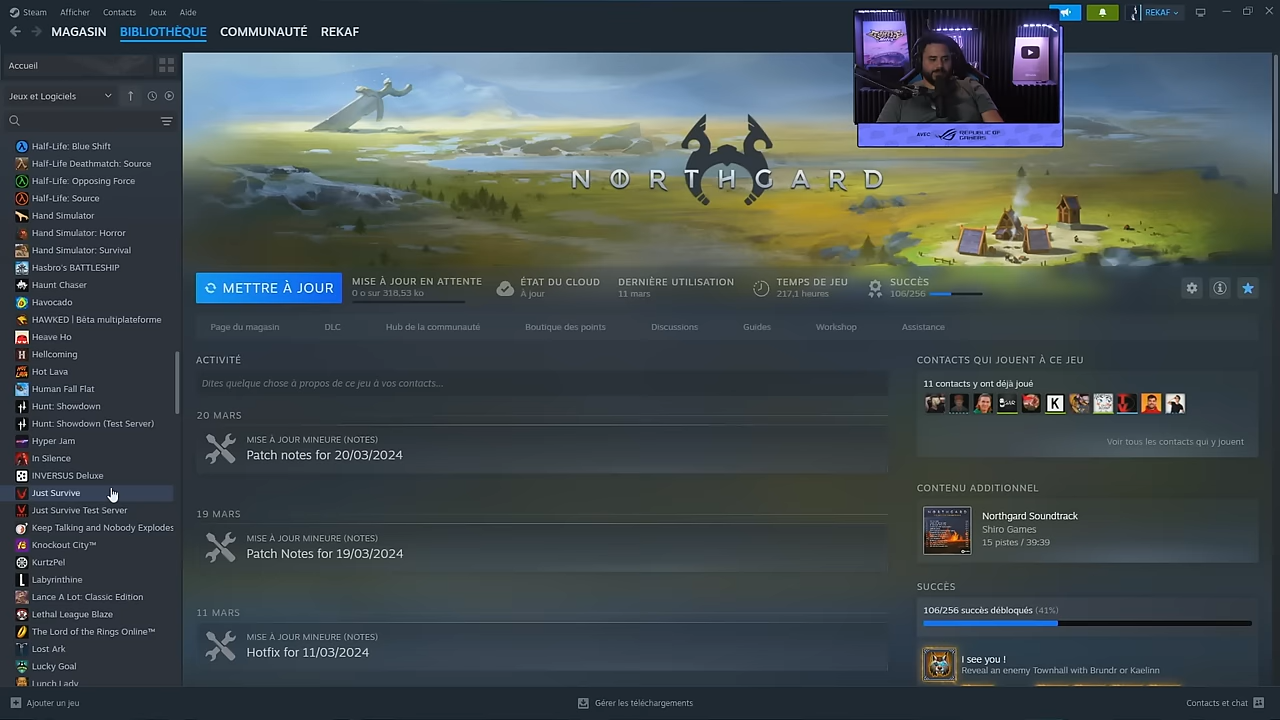 Steam Afficher Contacts Jeux Aide
REKAF
MAGASIN BIBLIOTHÈQUE COMMUNAUTÉ REKAF
Accueil
Jeux et Logiciels
Half-Life: Blue Shift
Half-Life Deathmatch: Source
Half-Life: Opposing Force
Half-Life: Source
Hand Simulator
Hand Simulator: Horror
Hand Simulator: Survival
Hasbro's BATTLESHIP
Haunt Chaser
Havocado
HAWKED | Bêta multiplateforme
Heave Ho
Hellcoming
Hot Lava
Human Fall Flat
Hunt: Showdown
Hunt: Showdown (Test Server)
Hyper Jam
In Silence
INVERSUS Deluxe
Just Survive
Just Survive Test Server
Keep Talking and Nobody Explodes
Knockout City™
KurtzPel
Labyrinthine
Lance A Lot: Classic Edition
Lethal League Blaze
The Lord of the Rings Online™
Lost Ark
Lucky Goal
Lunch Lady
AVEC REPUBLIC OF GAMERS
NORTHGARD
METTRE À JOUR
MISE À JOUR EN ATTENTE
0 o sur 318,53 ko
ÉTAT DU CLOUD
À jour
DERNIÈRE UTILISATION
11 mars
TEMPS DE JEU
217,1 heures
SUCCÈS
106/256
Page du magasin DLC Hub de la communauté Boutique des points Discussions Guides Workshop Assistance
ACTIVITÉ
Dites quelque chose à propos de ce jeu à vos contacts...
20 MARS
MISE À JOUR MINEURE (NOTES)
Patch notes for 20/03/2024
19 MARS
MISE À JOUR MINEURE (NOTES)
Patch Notes for 19/03/2024
11 MARS
MISE À JOUR MINEURE (NOTES)
Hotfix for 11/03/2024
CONTACTS QUI JOUENT À CE JEU
11 contacts y ont déjà joué
K
Voir tous les contacts qui y jouent
CONTENU ADDITIONNEL
Northgard Soundtrack
Shiro Games
15 pistes / 39:39
SUCCÈS
106/256 succès débloqués (41%)
I see you !
Reveal an enemy Townhall with Brundr or Kaelinn
Ajouter un jeu
Gérer les téléchargements
Contacts et chat